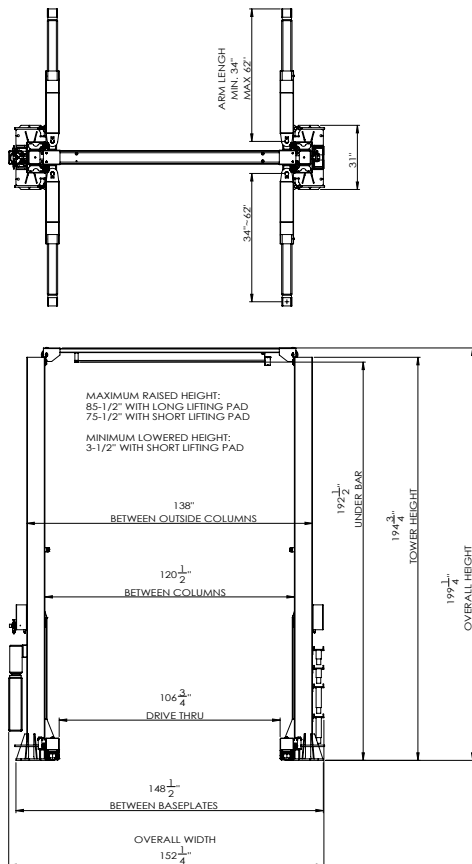 ARM LENGH
MIN. 34"
MAX 62"
31"
34"~62"
MAXIMUM RAISED HEIGHT:
85-1/2" WITH LONG LIFTING PAD
75-1/2" WITH SHORT LIFTING PAD
MINIMUM LOWERED HEIGHT:
3-1/2" WITH SHORT LIFTING PAD
138"
BETWEEN OUTSIDE COLUMNS
120 1/2"
BETWEEN COLUMNS
106 3/4"
DRIVE THRU
148 1/2"
BETWEEN BASEPLATES
OVERALL WIDTH
152 1/4"
192 1/2"
UNDER BAR
194 3/4"
TOWER HEIGHT
199 1/4"
OVERALL HEIGHT